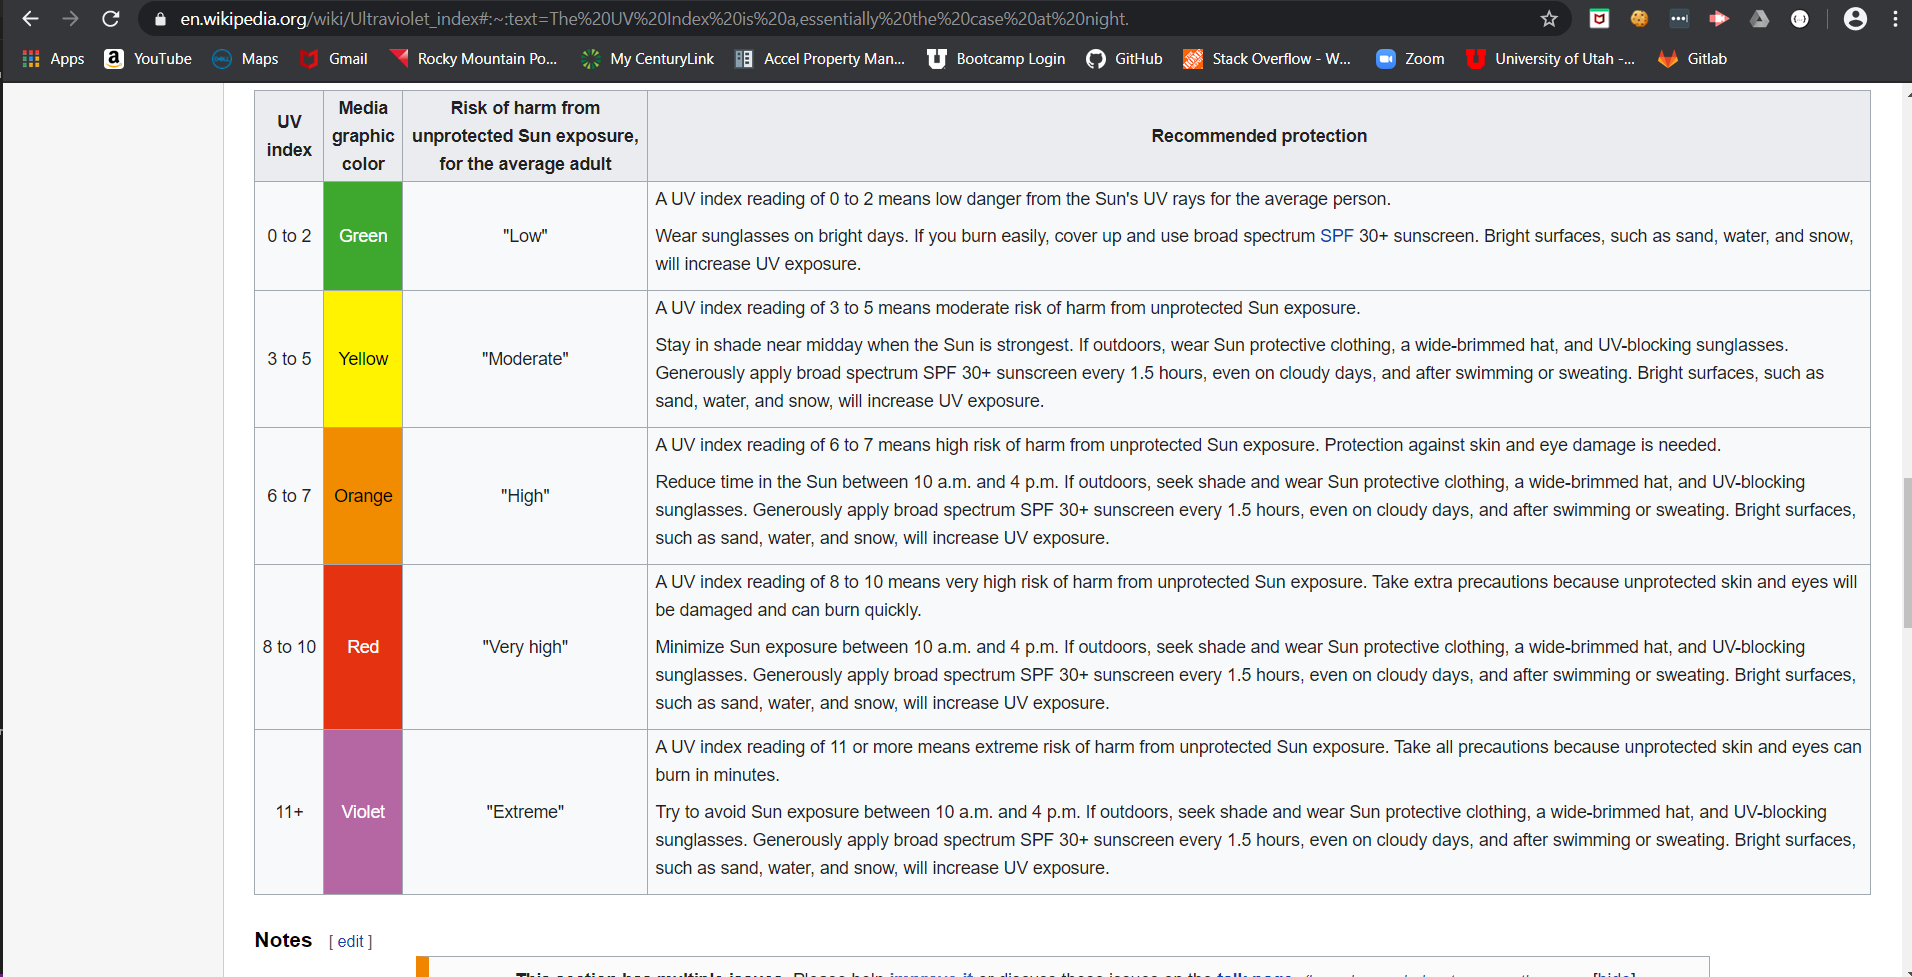 en.wikipedia.org/wiki/Ultraviolet_index#:~:text=The%20UV%20Index%20is%20a,essentially%20the%20case%20at%20night.
Apps YouTube Maps Gmail Rocky Mountain Po... My CenturyLink Accel Property Man... Bootcamp Login GitHub Stack Overflow - W... Zoom University of Utah -... Gitlab
UV
index
Media
graphic
color
Risk of harm from
unprotected Sun exposure,
for the average adult
Recommended protection
0 to 2
Green
"Low"
A UV index reading of 0 to 2 means low danger from the Sun's UV rays for the average person.
Wear sunglasses on bright days. If you burn easily, cover up and use broad spectrum SPF 30+ sunscreen. Bright surfaces, such as sand, water, and snow,
will increase UV exposure.
3 to 5
Yellow
"Moderate"
A UV index reading of 3 to 5 means moderate risk of harm from unprotected Sun exposure.
Stay in shade near midday when the Sun is strongest. If outdoors, wear Sun protective clothing, a wide-brimmed hat, and UV-blocking sunglasses.
Generously apply broad spectrum SPF 30+ sunscreen every 1.5 hours, even on cloudy days, and after swimming or sweating. Bright surfaces, such as
sand, water, and snow, will increase UV exposure.
6 to 7
Orange
"High"
A UV index reading of 6 to 7 means high risk of harm from unprotected Sun exposure. Protection against skin and eye damage is needed.
Reduce time in the Sun between 10 a.m. and 4 p.m. If outdoors, seek shade and wear Sun protective clothing, a wide-brimmed hat, and UV-blocking
sunglasses. Generously apply broad spectrum SPF 30+ sunscreen every 1.5 hours, even on cloudy days, and after swimming or sweating. Bright surfaces,
such as sand, water, and snow, will increase UV exposure.
8 to 10
Red
"Very high"
A UV index reading of 8 to 10 means very high risk of harm from unprotected Sun exposure. Take extra precautions because unprotected skin and eyes will
be damaged and can burn quickly.
Minimize Sun exposure between 10 a.m. and 4 p.m. If outdoors, seek shade and wear Sun protective clothing, a wide-brimmed hat, and UV-blocking
sunglasses. Generously apply broad spectrum SPF 30+ sunscreen every 1.5 hours, even on cloudy days, and after swimming or sweating. Bright surfaces,
such as sand, water, and snow, will increase UV exposure.
11+
Violet
"Extreme"
A UV index reading of 11 or more means extreme risk of harm from unprotected Sun exposure. Take all precautions because unprotected skin and eyes can
burn in minutes.
Try to avoid Sun exposure between 10 a.m. and 4 p.m. If outdoors, seek shade and wear Sun protective clothing, a wide-brimmed hat, and UV-blocking
sunglasses. Generously apply broad spectrum SPF 30+ sunscreen every 1.5 hours, even on cloudy days, and after swimming or sweating. Bright surfaces,
such as sand, water, and snow, will increase UV exposure.
Notes [ edit ]
This section has multiple issues. Please help improve it or discuss these issues on the talk page. [hide]